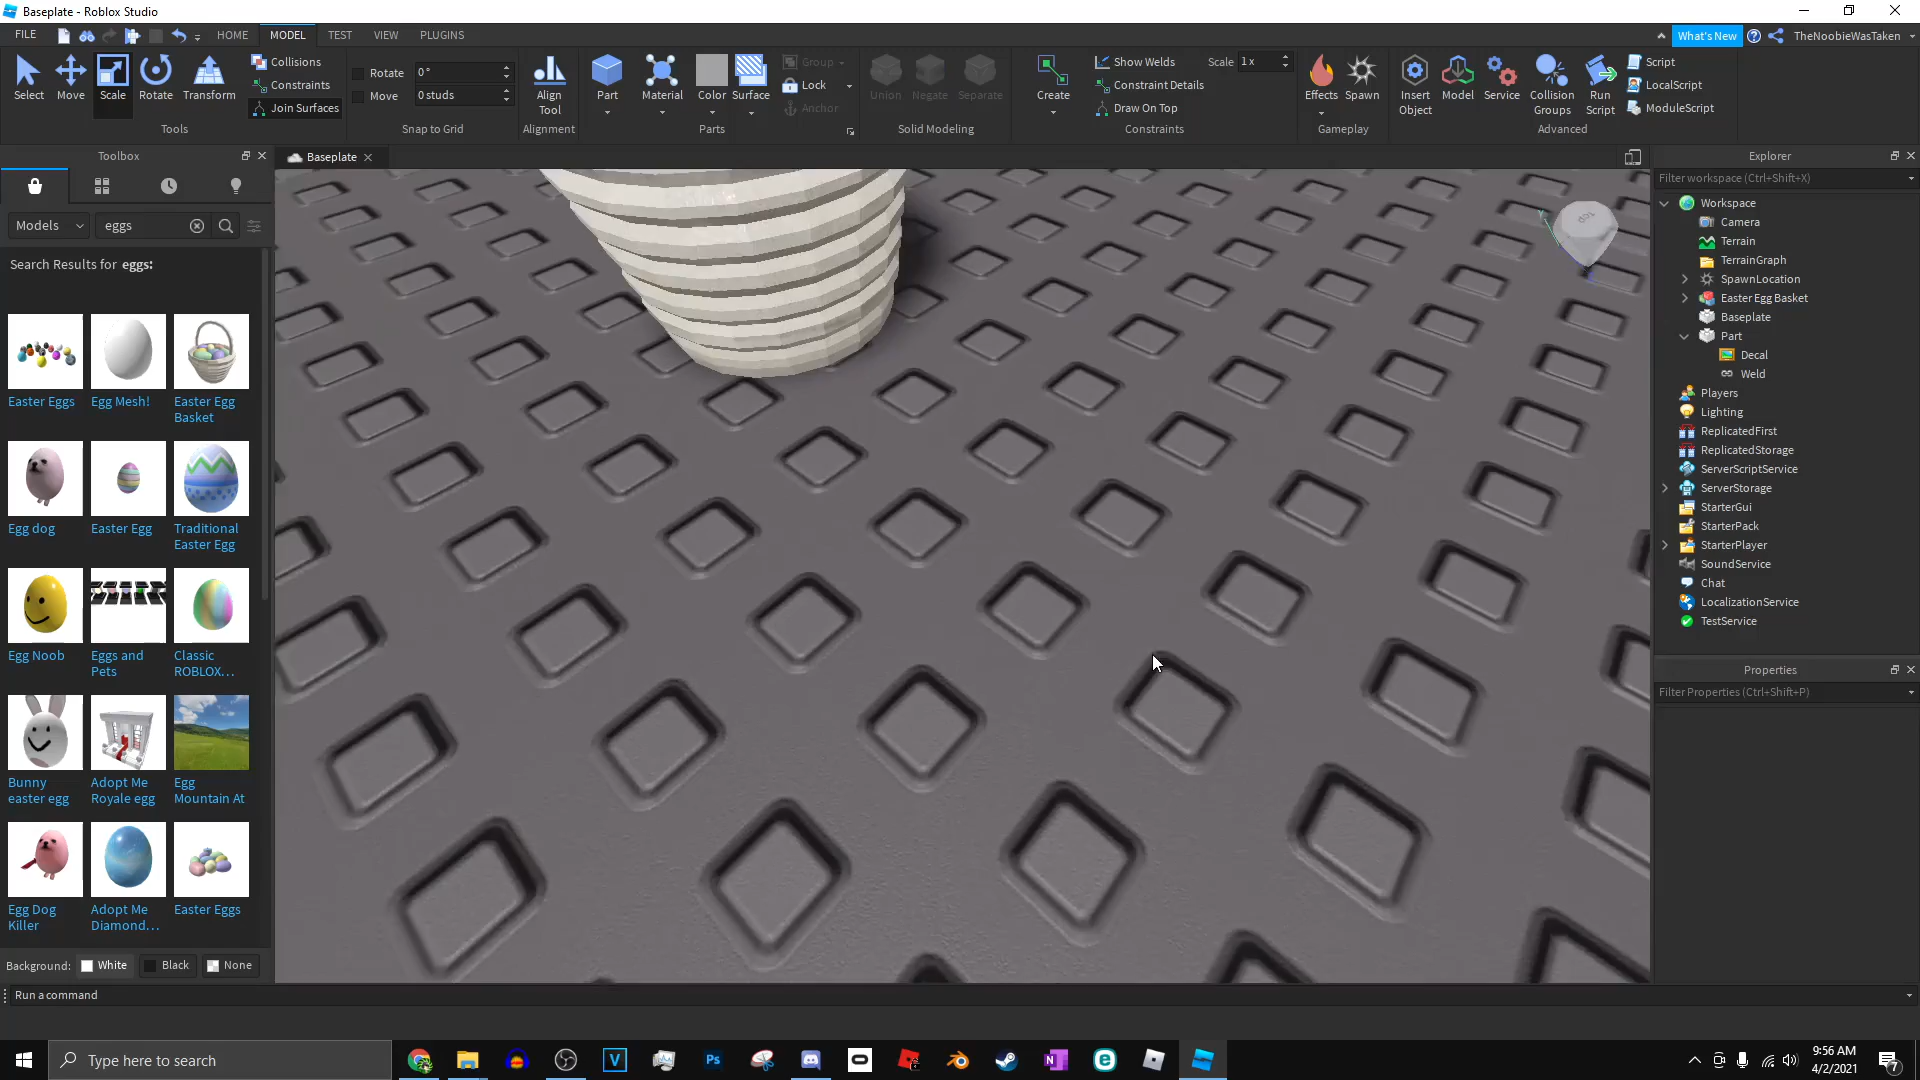 Baseplate - Roblox Studio
FILE
HOME
MODEL
TEST
VIEW
PLUGINS
What's New
TheNoobieWasTaken
Select
Move
Scale
Rotate
Transform
Collisions
Constraints
Join Surfaces
Tools
Rotate
0 °
Move
0 studs
Snap to Grid
Align Tool
Alignment
Part
Material
Color
Surface
Group
Lock
Anchor
Parts
Union
Negate
Separate
Solid Modeling
Create
Show Welds
Scale
1 x
Constraint Details
Draw On Top
Constraints
Effects
Spawn
Gameplay
Insert Object
Model
Service
Collision Groups
Run Script
Script
LocalScript
ModuleScript
Advanced
Toolbox
Models
eggs
Search Results for eggs:
Easter Eggs
Egg Mesh!
Easter Egg Basket
Egg dog
Easter Egg
Traditional Easter Egg
Egg Noob
Eggs and Pets
Classic ROBLOX...
Bunny easter egg
Adopt Me Royale egg
Egg Mountain At
Egg Dog Killer
Adopt Me Diamond...
Easter Eggs
Background:
White
Black
None
Run a command
Baseplate
TOP
Explorer
Filter workspace (Ctrl+Shift+X)
Workspace
Camera
Terrain
TerrainGraph
SpawnLocation
Easter Egg Basket
Baseplate
Part
Decal
Weld
Players
Lighting
ReplicatedFirst
ReplicatedStorage
ServerScriptService
ServerStorage
StarterGui
StarterPack
StarterPlayer
SoundService
Chat
LocalizationService
TestService
Properties
Filter Properties (Ctrl+Shift+P)
Type here to search
V
Ps
N
9:56 AM
4/2/2021
7